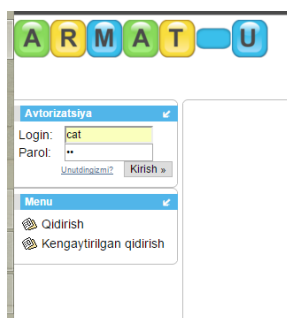 ARMAT-U
Avtorizatsiya
Login: cat
Parol: ••
Unutdingizmi? Kirish »
Menu
Qidirish
Kengaytirilgan qidirish